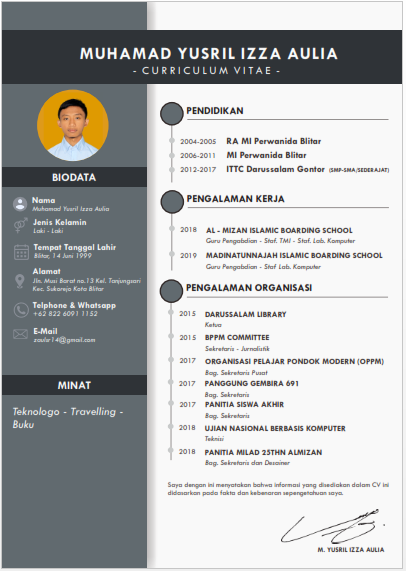 MUHAMAD YUSRIL IZZA AULIA
- CURRICULUM VITAE -
BIODATA
Nama
Muhamad Yusril Izza Aulia
Jenis Kelamin
Laki - Laki
Tempat Tanggal Lahir
Blitar, 14 Juni 1999
Alamat
Jln. Musi Barat no.13 Kel. Tanjungsari
Kec. Sukorejo Kota Blitar
Telphone & Whatsapp
+62 822 6091 1152
E-Mail
zaulir14@gmail.com
MINAT
Teknologo - Travelling -
Buku
PENDIDIKAN
2004-2005 RA MI Perwanida Blitar
2006-2011 MI Perwanida Blitar
2012-2017 ITTC Darussalam Gontor (SMP-SMA/SEDERAJAT)
PENGALAMAN KERJA
2018 AL - MIZAN ISLAMIC BOARDING SCHOOL
Guru Pengabdian - Staf. TMI - Staf. Lab. Komputer
2019 MADINATUNNAJAH ISLAMIC BOARDING SCHOOL
Guru Pengabdian - Staf Lab. Komputer
PENGALAMAN ORGANISASI
2015 DARUSSALAM LIBRARY
Ketua
2015 BPPM COMMITTEE
Sekretaris - Jurnalistik
2017 ORGANISASI PELAJAR PONDOK MODERN (OPPM)
Bag. Sekretaris Pusat
2017 PANGGUNG GEMBIRA 691
Bag. Sekretaris
2017 PANITIA SISWA AKHIR
Bag. Sekretaris
2018 UJIAN NASIONAL BERBASIS KOMPUTER
Teknisi
2018 PANITIA MILAD 25THN ALMIZAN
Bag. Sekretaris dan Desainer
Saya dengan ini menyatakan bahwa informasi yang disediakan dalam CV ini
didasarkan pada fakta dan kebenaran sepengetahuan saya.
M. YUSRIL IZZA AULIA